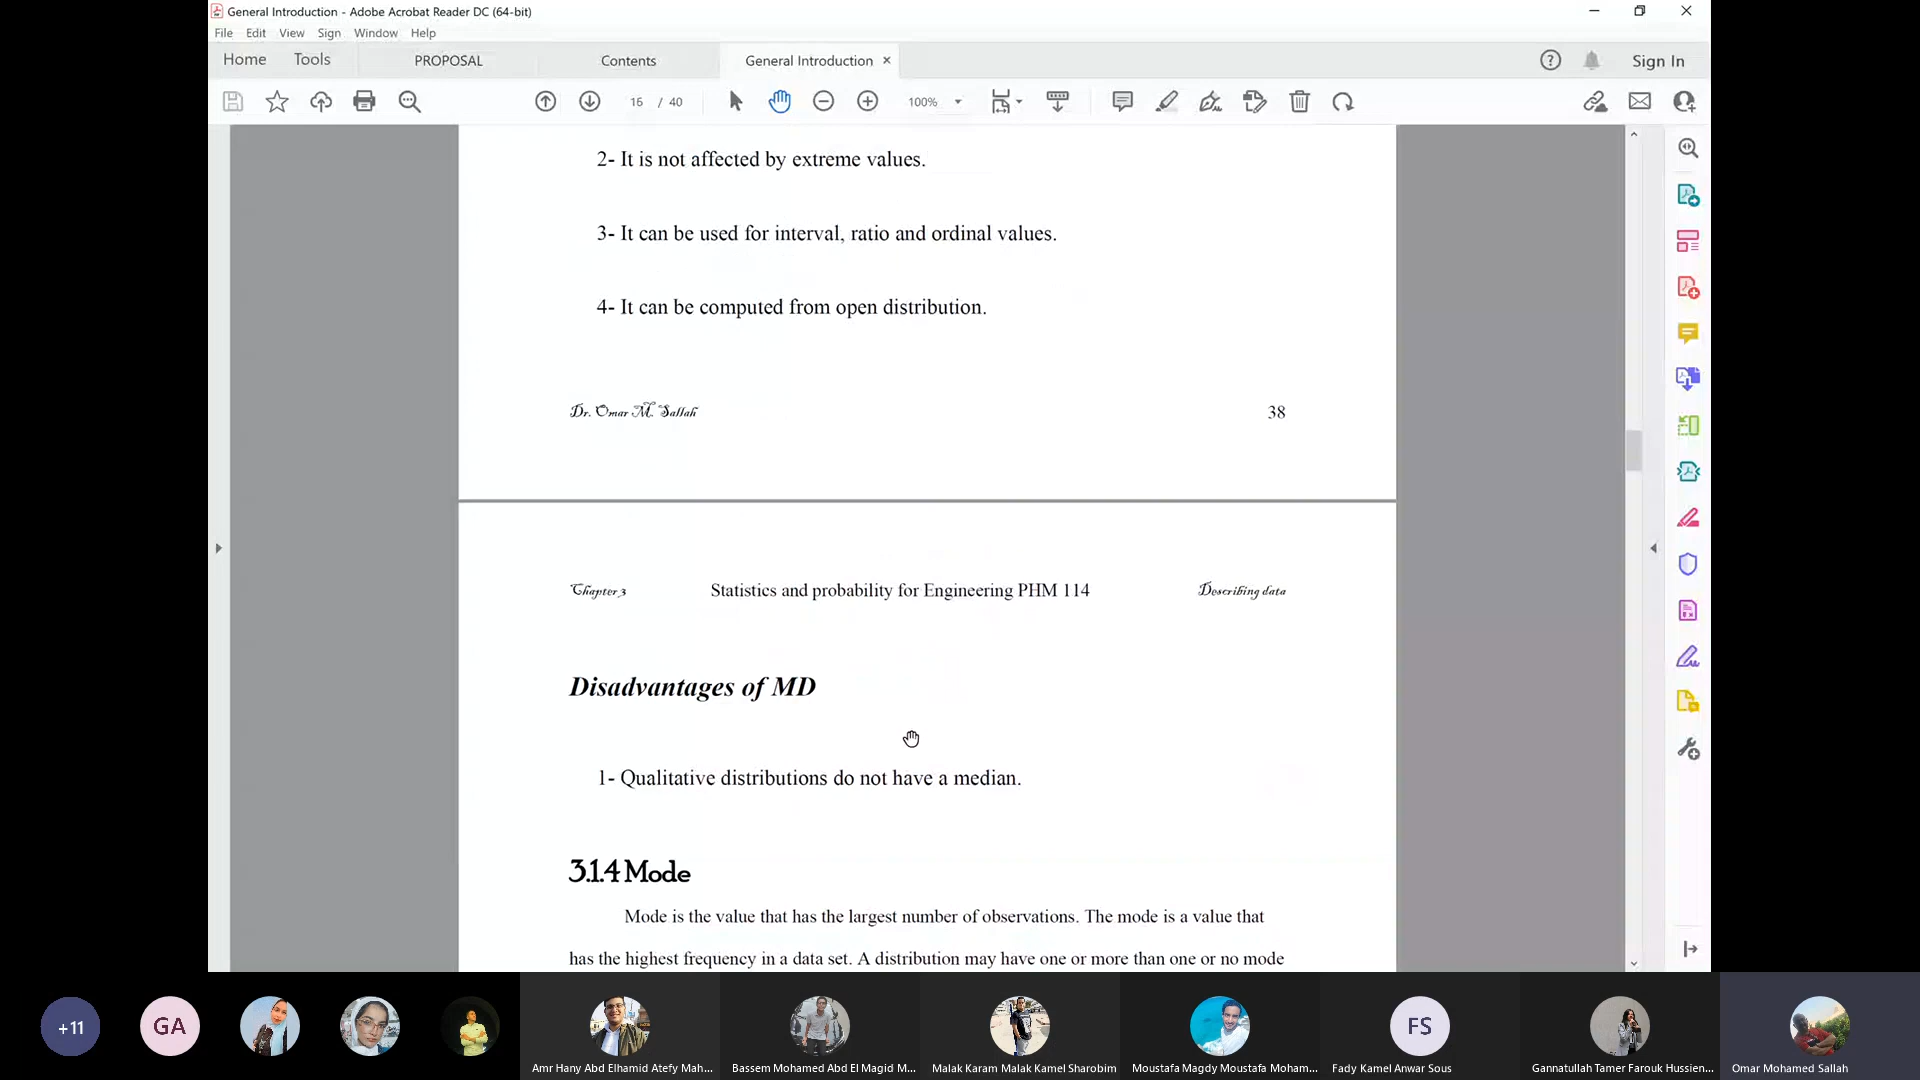 General Introduction - Adobe Acrobat Reader DC (64-bit)
File Edit View Sign Window Help
Home Tools PROPOSAL Contents General Introduction Sign In
16 / 40 100%
2- It is not affected by extreme values.
3- It can be used for interval, ratio and ordinal values.
4- It can be computed from open distribution.
Dr. Omar M. Sallah 38
Chapter 3 Statistics and probability for Engineering PHM 114 Describing data
Disadvantages of MD
1- Qualitative distributions do not have a median.
3.1.4 Mode
Mode is the value that has the largest number of observations. The mode is a value that
has the highest frequency in a data set. A distribution may have one or more than one or no mode
+11 GA FS
Amr Hany Abd Elhamid Atefy Mah... Bassem Mohamed Abd El Magid M... Malak Karam Malak Kamel Sharobim Moustafa Magdy Moustafa Moham... Fady Kamel Anwar Sous Gannatullah Tamer Farouk Hussien... Omar Mohamed Sallah